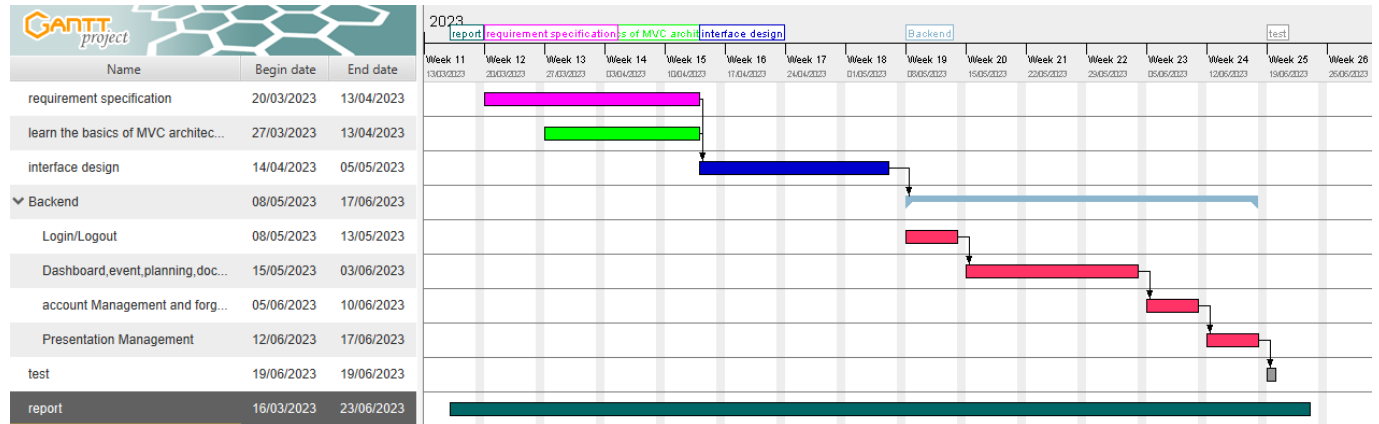 GANTT
project
2023
report requirement specification s of MVC archit interface design Backend test
Week 11 Week 12 Week 13 Week 14 Week 15 Week 16 Week 17 Week 18 Week 19 Week 20 Week 21 Week 22 Week 23 Week 24 Week 25 Week 26
13/03/2023 20/03/2023 27/03/2023 03/04/2023 10/04/2023 17/04/2023 24/04/2023 01/05/2023 08/05/2023 15/05/2023 22/05/2023 29/05/2023 05/06/2023 12/06/2023 19/06/2023 26/06/2023
Name Begin date End date
requirement specification 20/03/2023 13/04/2023
learn the basics of MVC architec... 27/03/2023 13/04/2023
interface design 14/04/2023 05/05/2023
Backend 08/05/2023 17/06/2023
Login/Logout 08/05/2023 13/05/2023
Dashboard,event,planning,doc... 15/05/2023 03/06/2023
account Management and forg... 05/06/2023 10/06/2023
Presentation Management 12/06/2023 17/06/2023
test 19/06/2023 19/06/2023
report 16/03/2023 23/06/2023